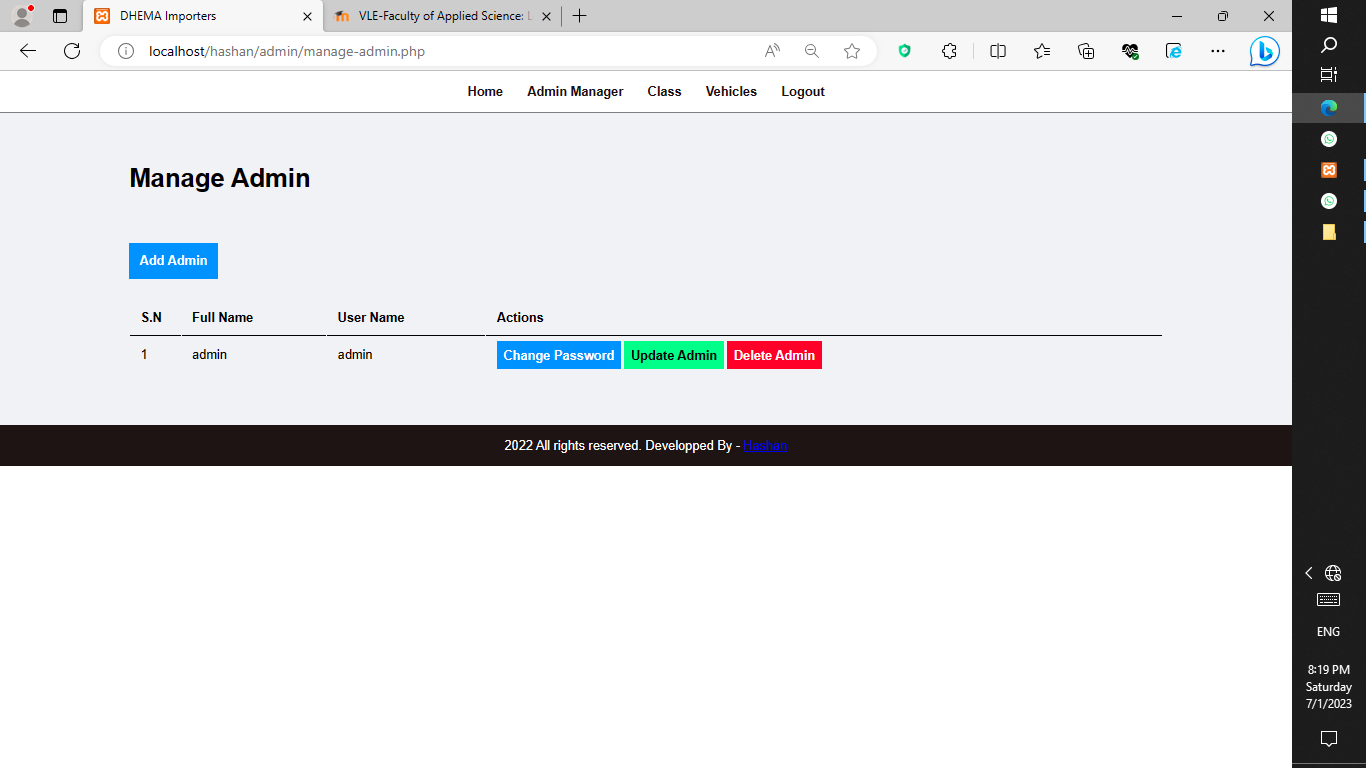 DHEMA Importers
VLE-Faculty of Applied Science: L
localhost/hashan/admin/manage-admin.php
Home Admin Manager Class Vehicles Logout
Manage Admin
Add Admin
S.N Full Name User Name Actions
1 admin admin Change Password Update Admin Delete Admin
2022 All rights reserved. Developped By - Hashan
ENG
8:19 PM
Saturday
7/1/2023